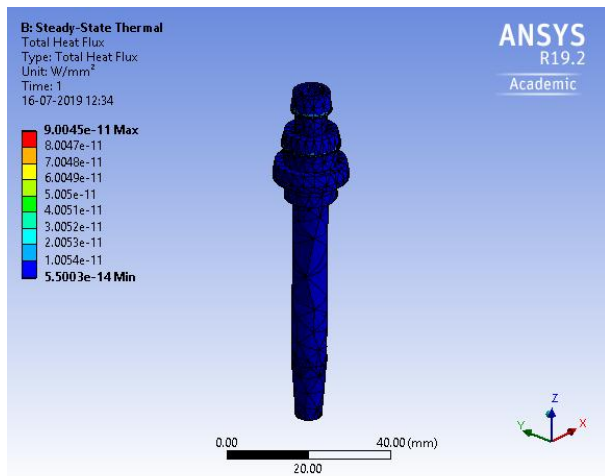 B: Steady-State Thermal
Total Heat Flux
Type: Total Heat Flux
Unit: W/mm²
Time: 1
16-07-2019 12:34
9.0045e-11 Max
8.0047e-11
7.0048e-11
6.0049e-11
5.005e-11
4.0051e-11
3.0052e-11
2.0053e-11
1.0054e-11
5.5003e-14 Min
ANSYS
R19.2
Academic
0.00
40.00 (mm)
20.00
Z
Y
X